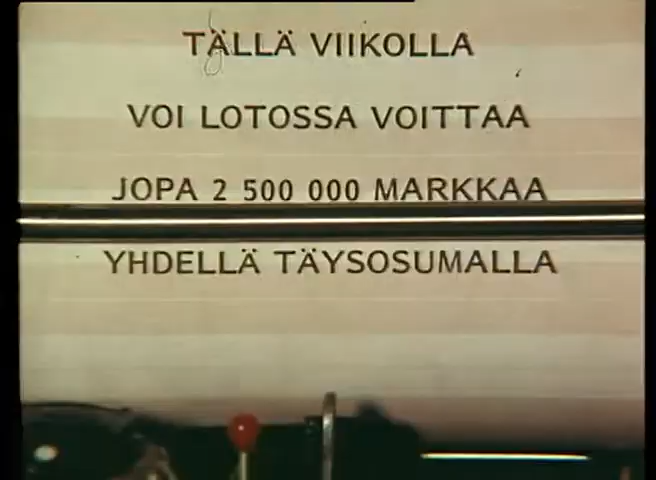 TÄLLÄ VIIKOLLA
VOI LOTOSSA VOITTAA
JOPA 2 500 000 MARKKAA
YHDELLÄ TÄYSOSUMALLA